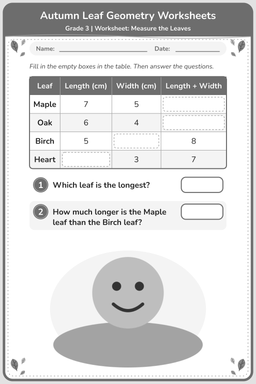 Autumn Leaf Geometry Worksheets
Grade 3 | Worksheet: Measure the Leaves
Name: Date:
Fill in the empty boxes in the table. Then answer the questions.
Leaf Length (cm) Width (cm) Length + Width
Maple 7 5
Oak 6 4
Birch 5 8
Heart 3 7
1 Which leaf is the longest?
2 How much longer is the Maple
leaf than the Birch leaf?